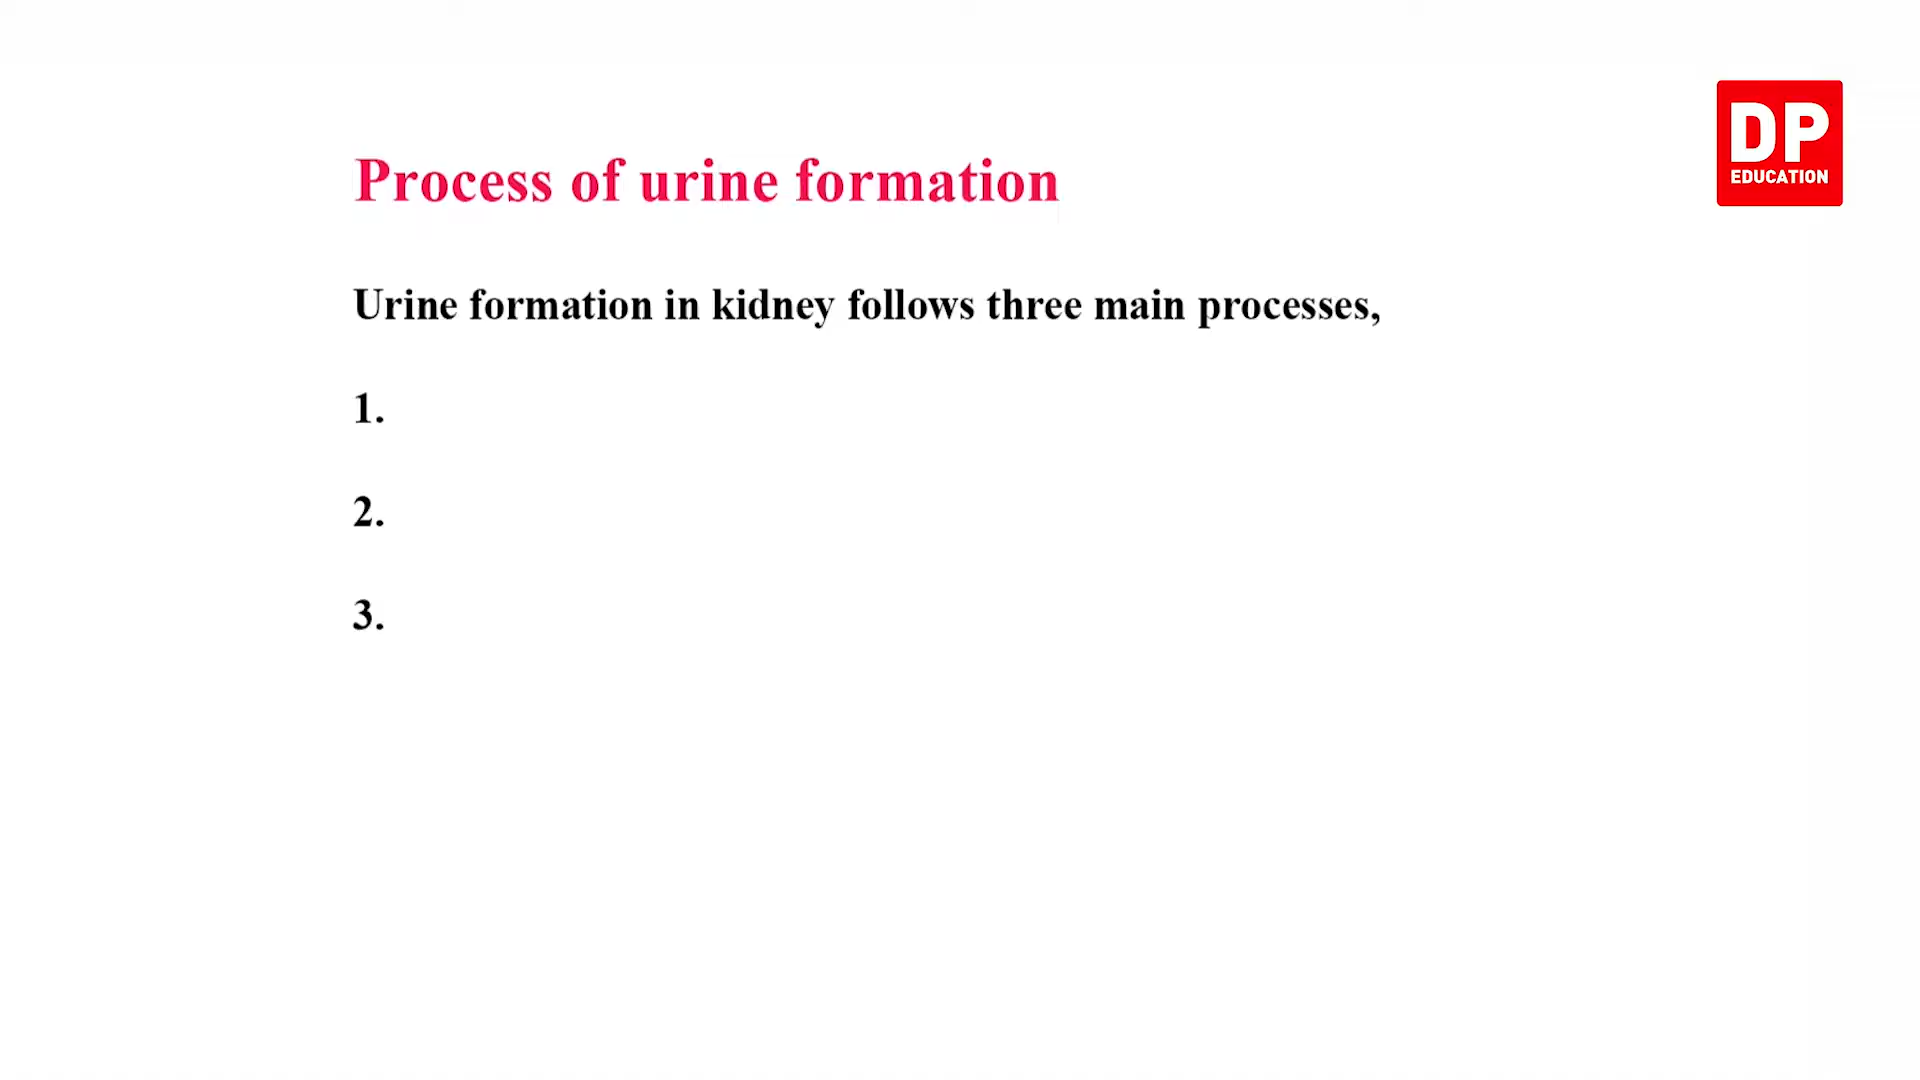 DP
EDUCATION
Process of urine formation
Urine formation in kidney follows three main processes,
1.
2.
3.